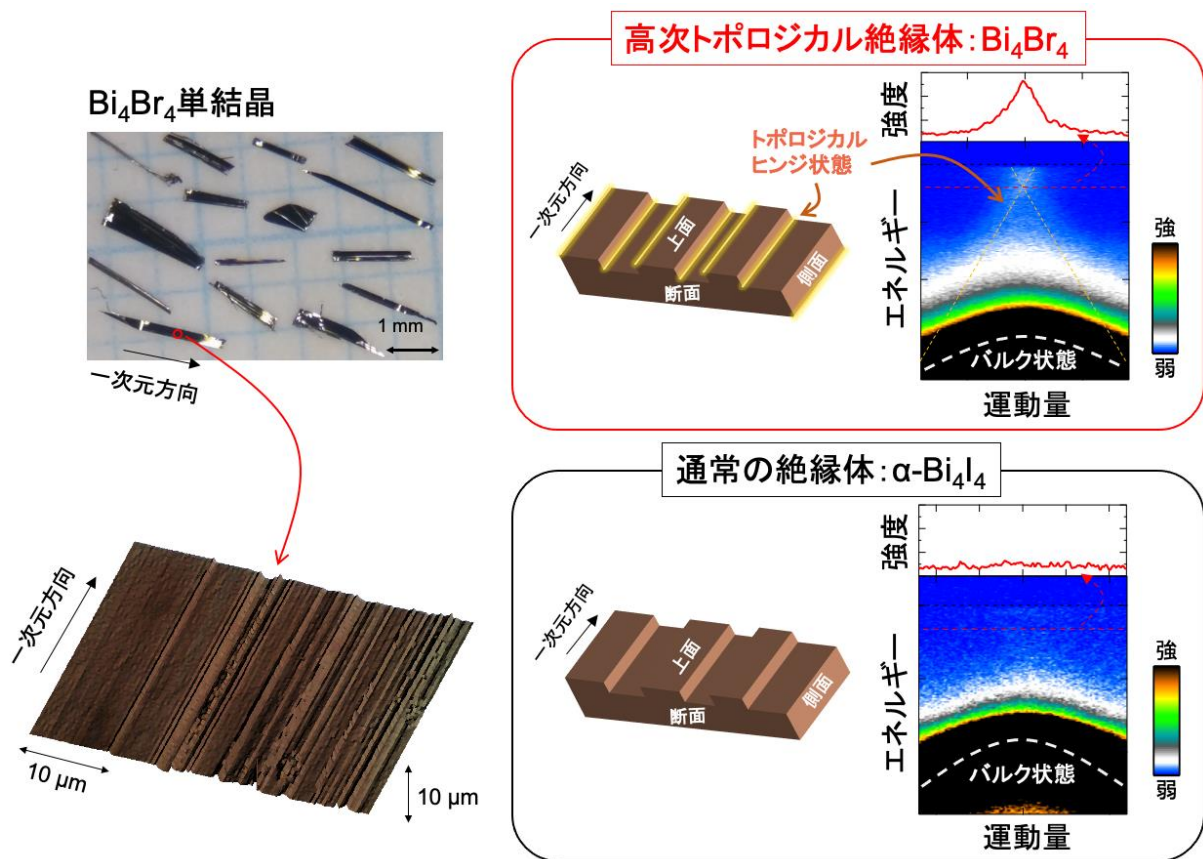 Bi₄Br₄単結晶
1 mm
一次元方向
一次元方向
10 µm
10 µm
高次トポロジカル絶縁体：Bi₄Br₄
トポロジカル
ヒンジ状態
一次元方向
上面
側面
断面
強度
エネルギー
バルク状態
運動量
強
弱
通常の絶縁体：α-Bi₄I₄
一次元方向
上面
側面
断面
強度
エネルギー
バルク状態
運動量
強
弱